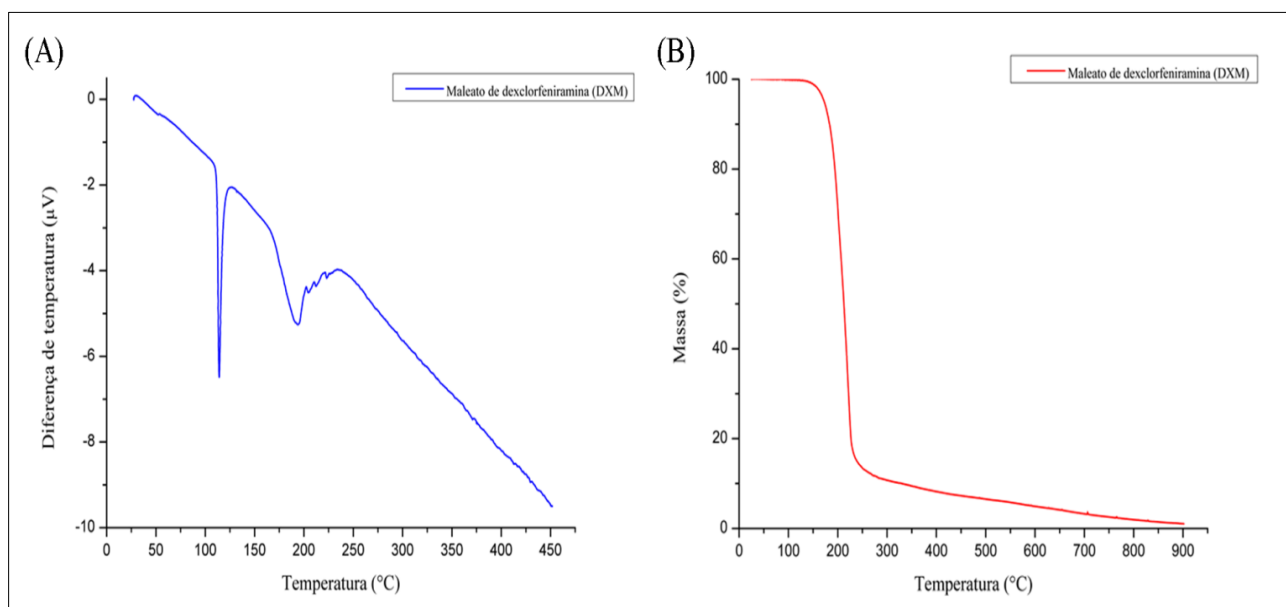 (A)
Maleato de dexclorfeniramina (DXM)
Diferença de temperatura (µV)
0
-2
-4
-6
-8
-10
0 50 100 150 200 250 300 350 400 450
Temperatura (°C)
(B)
Maleato de dexclorfeniramina (DXM)
Massa (%)
100
80
60
40
20
0
0 100 200 300 400 500 600 700 800 900
Temperatura (°C)